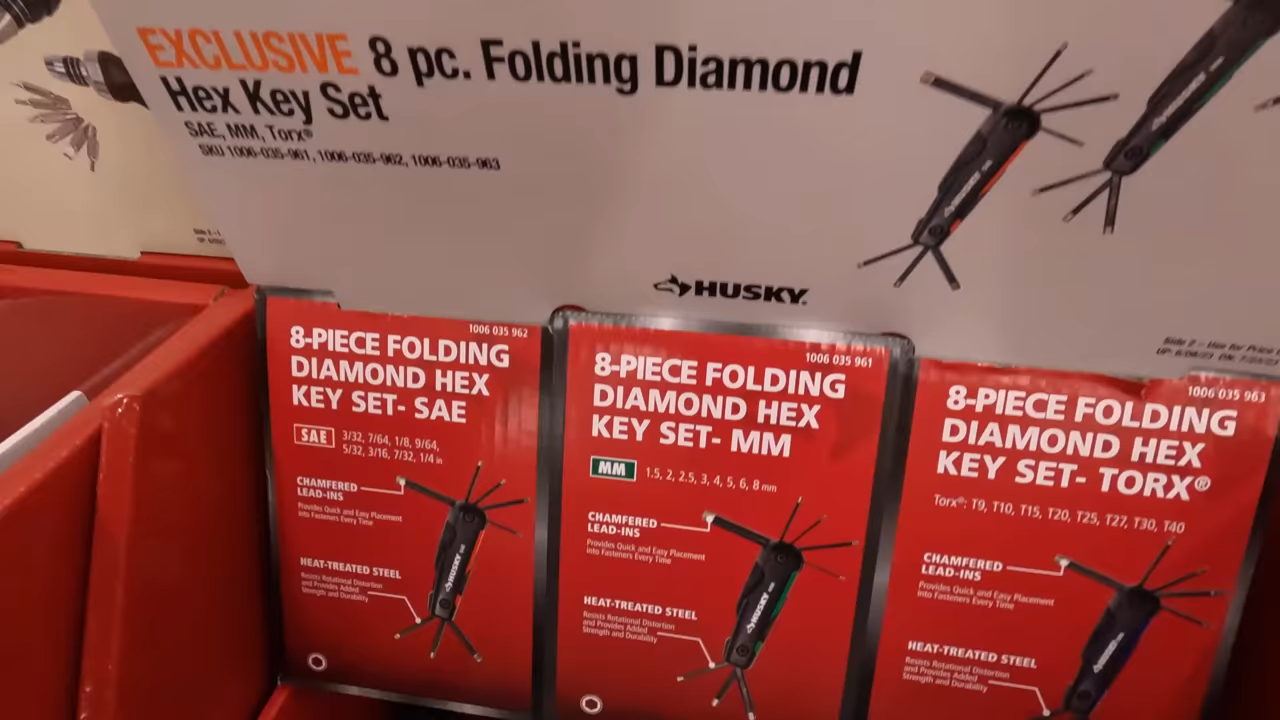 EXCLUSIVE 8 pc. Folding Diamond
Hex Key Set
SAE, MM, Torx®
SKU 1006-035-961, 1006-035-962, 1006-035-963
HUSKY
1006 035 962
8-PIECE FOLDING
DIAMOND HEX
KEY SET- SAE
SAE 3/32, 7/64, 1/8, 9/64,
5/32, 3/16, 7/32, 1/4 in
CHAMFERED
LEAD-INS
Provides Quick and Easy Placement
into Fasteners Every Time
HEAT-TREATED STEEL
Resists Rotational Distortion
and Provides Added
Strength and Durability
HUSKY
1006 035 961
8-PIECE FOLDING
DIAMOND HEX
KEY SET- MM
MM 1.5, 2, 2.5, 3, 4, 5, 6, 8 mm
CHAMFERED
LEAD-INS
Provides Quick and Easy Placement
into Fasteners Every Time
HEAT-TREATED STEEL
Resists Rotational Distortion
and Provides Added
Strength and Durability
HUSKY
1006 035 963
8-PIECE FOLDING
DIAMOND HEX
KEY SET- TORX®
Torx®: T9, T10, T15, T20, T25, T27, T30, T40
CHAMFERED
LEAD-INS
Provides Quick and Easy Placement
into Fasteners Every Time
HEAT-TREATED STEEL
Resists Rotational Distortion
and Provides Added
Strength and Durability
HUSKY